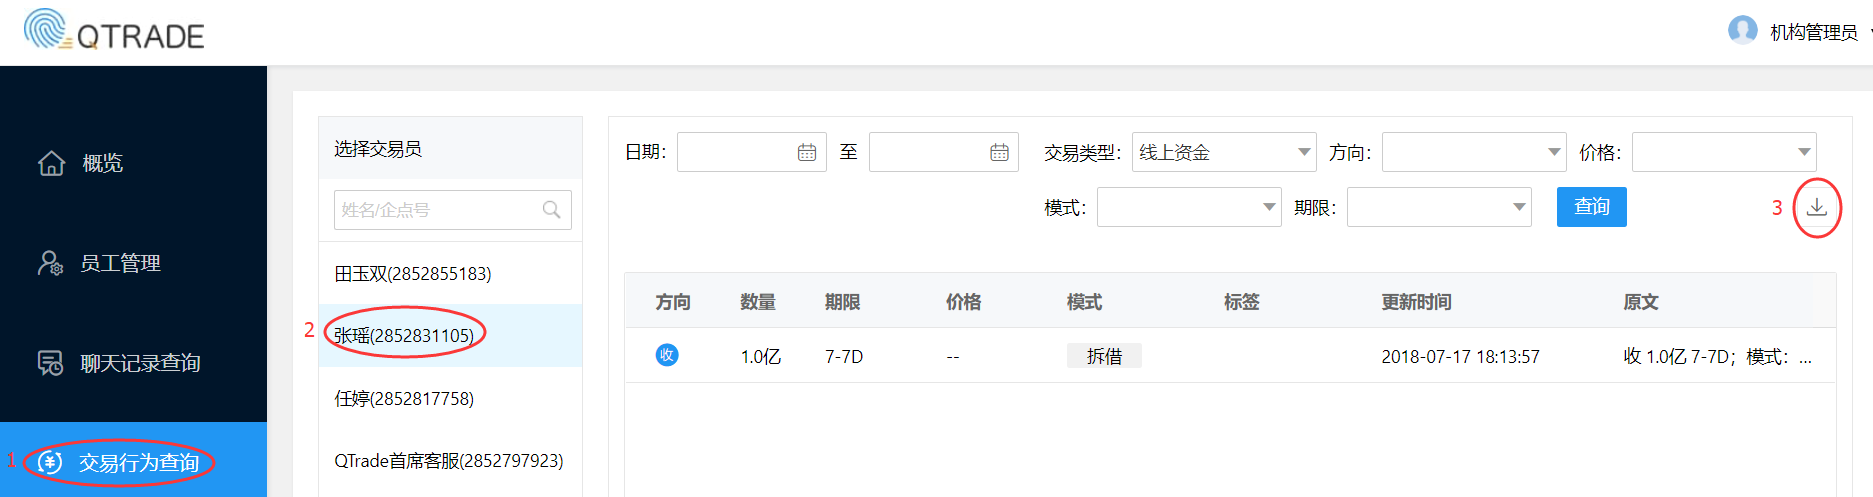 QTRADE
机构管理员
概览
员工管理
聊天记录查询
1 交易行为查询
选择交易员
姓名/企点号
田玉双(2852855183)
2 张瑶(2852831105)
任婷(2852817758)
QTrade首席客服(2852797923)
日期： 至 交易类型： 线上资金 方向： 价格：
模式： 期限： 查询 3
方向 数量 期限 价格 模式 标签 更新时间 原文
收 1.0亿 7-7D -- 拆借 2018-07-17 18:13:57 收 1.0亿 7-7D；模式：...